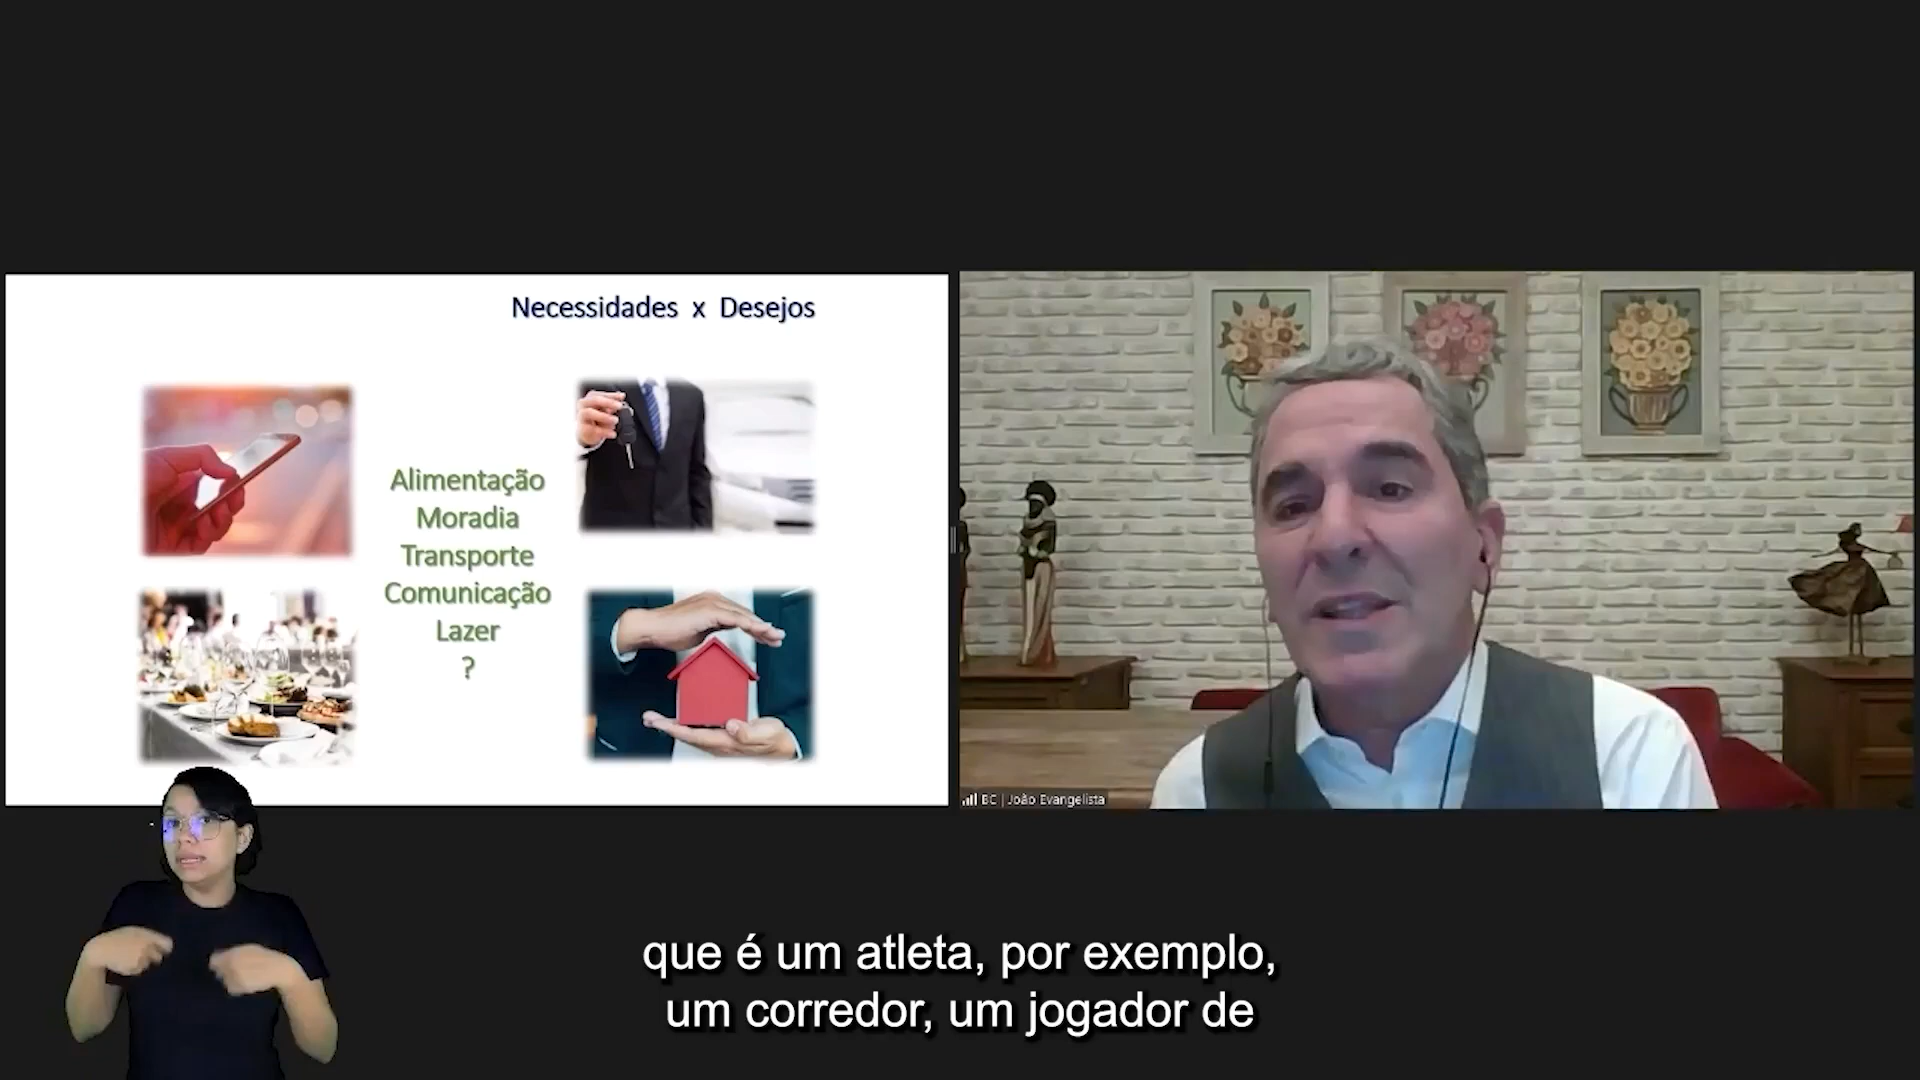 Necessidades x Desejos
Alimentação
Moradia
Transporte
Comunicação
Lazer
?
BC | João Evangelista
que é um atleta, por exemplo,
um corredor, um jogador de